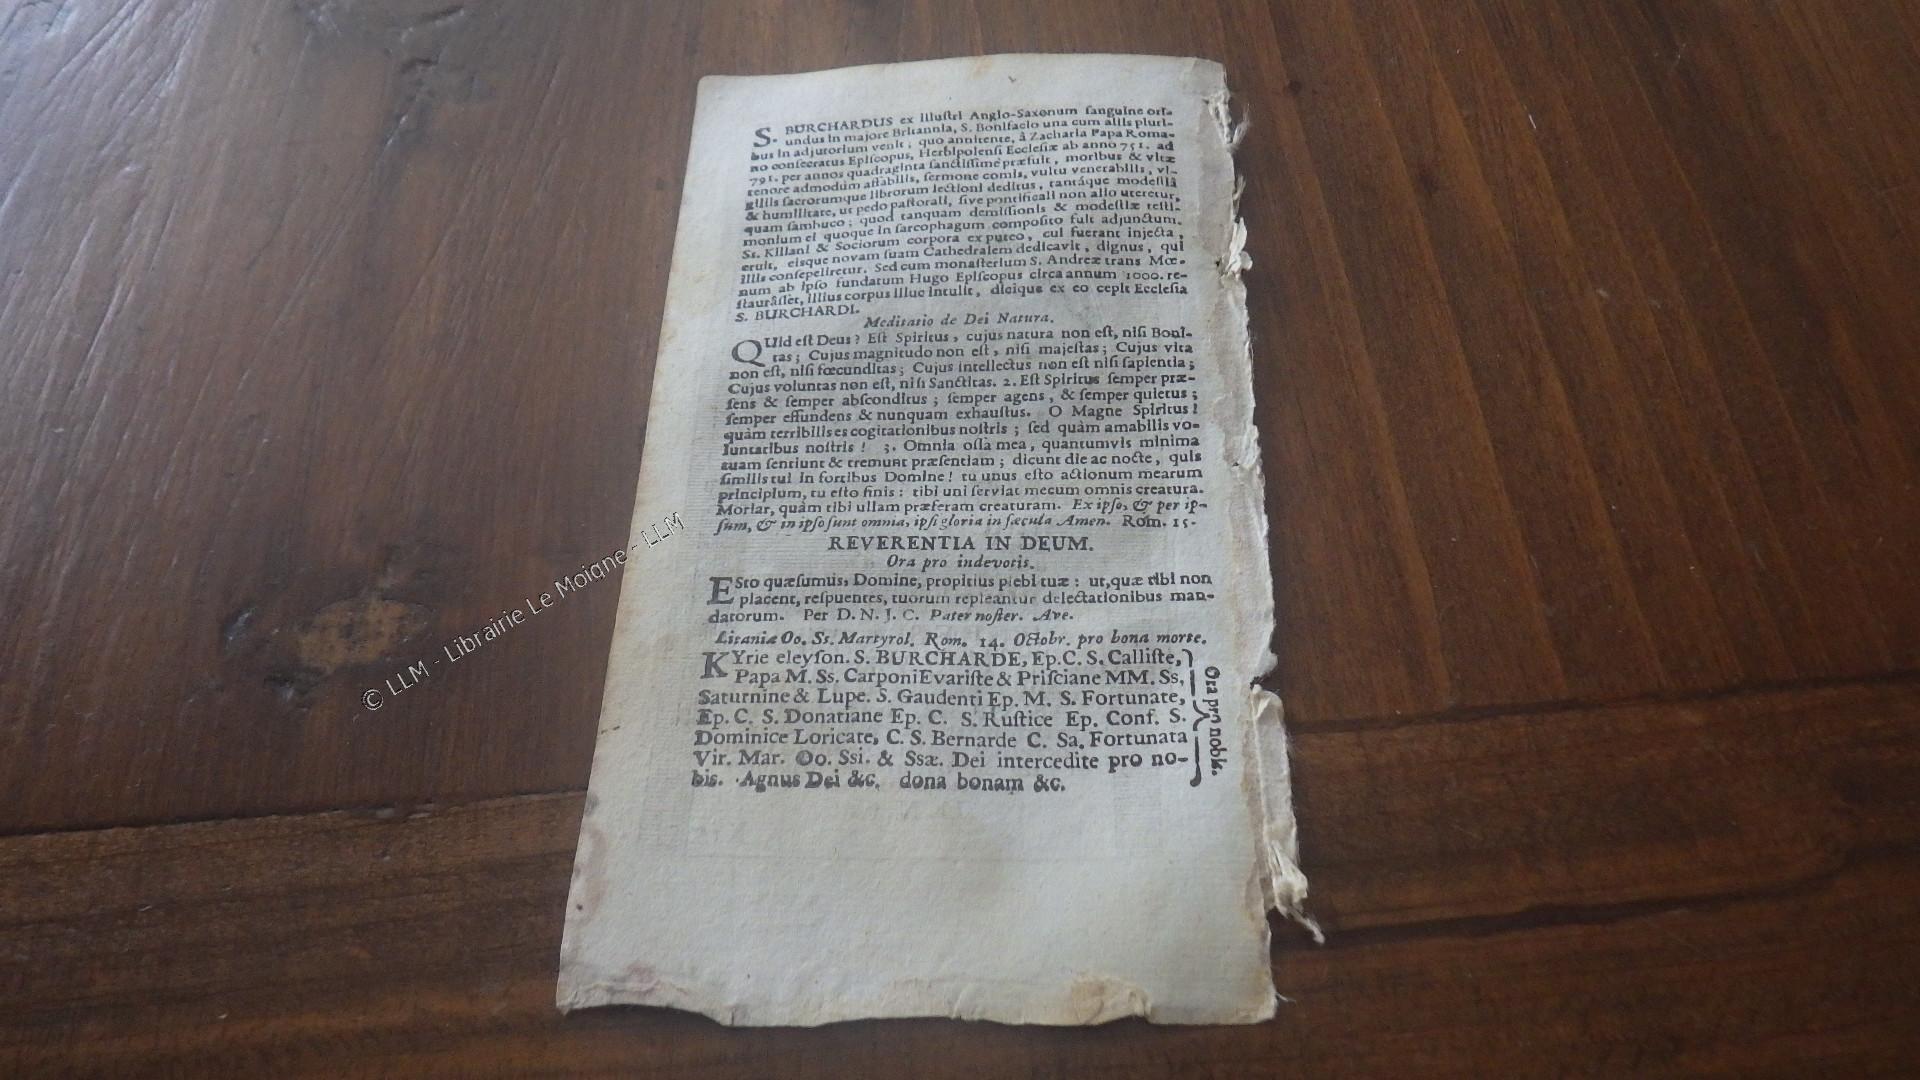 S. BURCHARDUS ex illuſtri Anglo-Saxonum ſanguine ori-
undus in majore Britannia, S. Bonifacio una cum aliis pluri-
bus in adjutorium venit; quo annitente, à Zacharia Papa Roma-
no conſecratus Epiſcopus, Herbipolenſi Eccleſiæ ab anno 751. ad
791. per annos quadraginta ſanctiſſimè præfuit, moribus & vitæ
tenore admodùm affabilis, ſermone comis, vultu venerabilis, vi-
giliis ſacrorumque librorum lectioni deditus, tantáque modeſtiâ
& humilitate, ut pedo paſtorali, ſive pontificali non alio uteretur,
quam ſambuco; quod tanquam demiſſionis & modeſtiæ teſti-
monium ei quoque in ſarcophagum compoſito fuit adjunctum.
Ss. Kiliani & Sociorum corpora ex puteo, cui fuerant injecta,
eruit, eisque novam ſuam Cathedralem dedicavit, dignus, qui
illis conſepeliretur. Sed cum monaſterium S. Andreæ trans Mœ-
num ab ipſo fundatum Hugo Epiſcopus circa annum 1000. re-
ſtaurâſſet, illius corpus illuc intulit, dicique ex eo cepit Eccleſia
S. BURCHARDI.
Meditatio de Dei Natura.
QUid eſt Deus? Eſt Spiritus, cujus natura non eſt, niſi Boni-
tas; Cujus magnitudo non eſt, niſi majeſtas; Cujus vita
non eſt, niſi fœcunditas; Cujus intellectus non eſt niſi ſapientia;
Cujus voluntas non eſt, niſi Sanctitas. 2. Eſt Spiritus ſemper præ-
ſens & ſemper abſconditus; ſemper agens, & ſemper quietus;
ſemper effundens & nunquam exhauſtus. O Magne Spiritus!
quàm terribilis es cogitationibus noſtris; ſed quàm amabilis vo-
luntatibus noſtris! 3. Omnia oſſa mea, quantumvis minima
tuam ſentiunt & tremunt præſentiam; dicunt die ac nocte, quis
ſimilis tui in fortibus Domine! tu unus eſto actionum mearum
principium, tu eſto finis: tibi uni ſerviat mecum omnis creatura.
Moriar, quàm tibi ullam præferam creaturam. Ex ipſo, & per ip-
ſum, & in ipſo ſunt omnia, ipſi gloria in ſæcula Amen. Rom. 15.
REVERENTIA IN DEUM.
Ora pro indevotis.
ESto quæſumus, Domine, propitius plebi tuæ: ut, quæ tibi non
placent, reſpuentes, tuorum repleantur delectationibus man-
datorum. Per D. N. J. C. Pater noſter. Ave.
Litaniæ Oo. Ss. Martyrol. Rom. 14. Octobr. pro bona morte.
KYrie eleyſon. S. BURCHARDE, Ep. C. S. Calliſte,
Papa M. Ss. Carponi Evariſte & Priſciane MM. Ss,
Saturnine & Lupe. S. Gaudenti Ep. M. S. Fortunate,
Ep. C. S. Donatiane Ep. C. S. Ruſtice Ep. Conf. S.
Dominice Loricate, C. S. Bernarde C. Sa. Fortunata
Vir. Mar. Oo. Ssi. & Ssæ. Dei intercedite pro no-
bis. Agnus Dei &c. dona bonam &c.
Ora pro nobis.
© LLM - Librairie Le Moigne - LLM